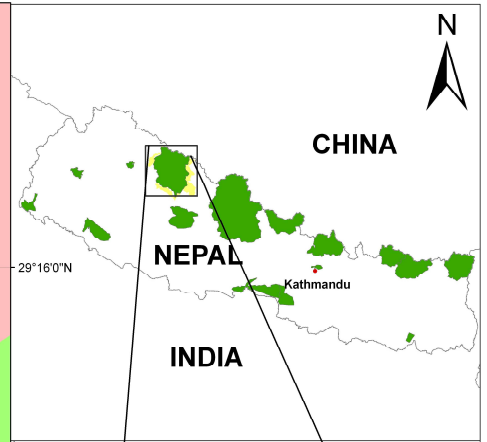 N
CHINA
NEPAL
29°16'0"N
Kathmandu
INDIA